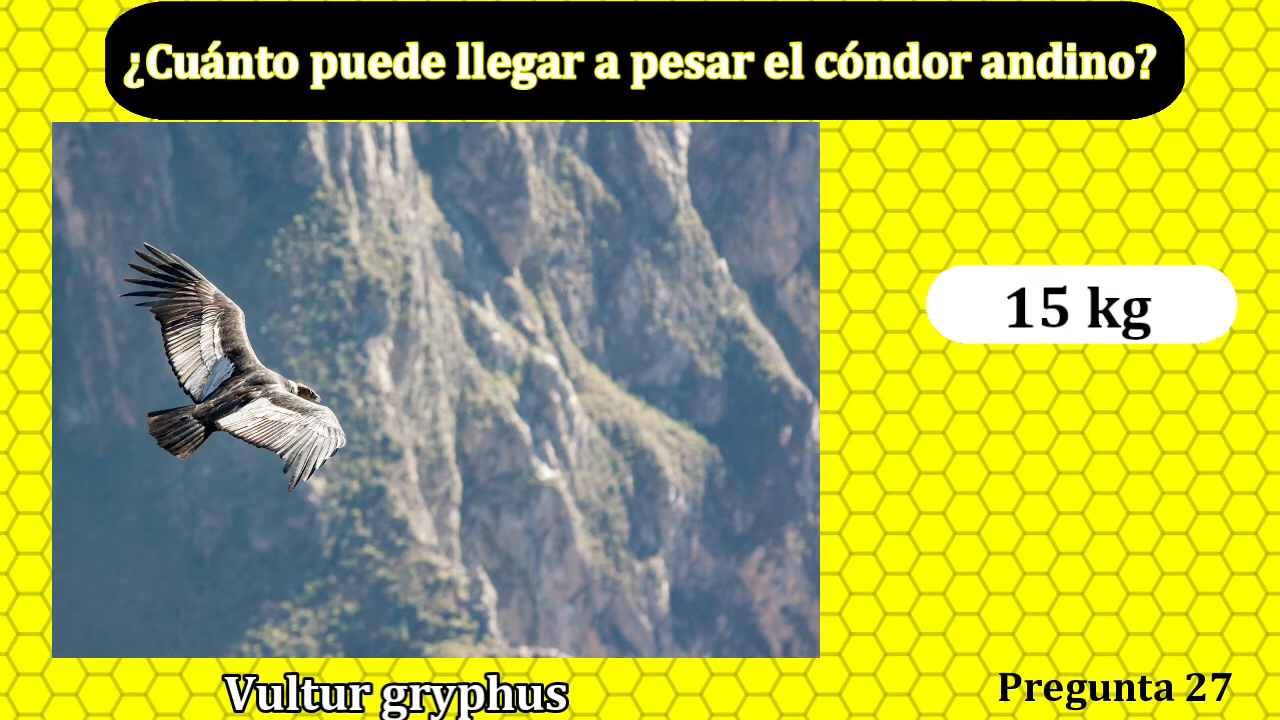 ¿Cuánto puede llegar a pesar el cóndor andino?
15 kg
Vultur gryphus
Pregunta 27